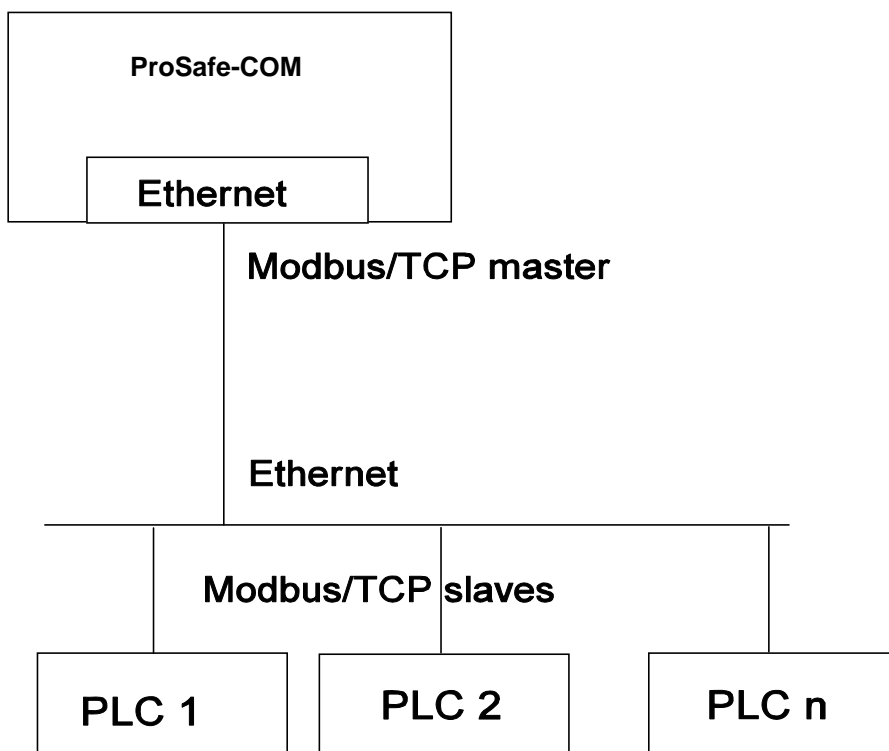 ProSafe-COM
Ethernet
Modbus/TCP master
Ethernet
Modbus/TCP slaves
PLC 1
PLC 2
PLC n